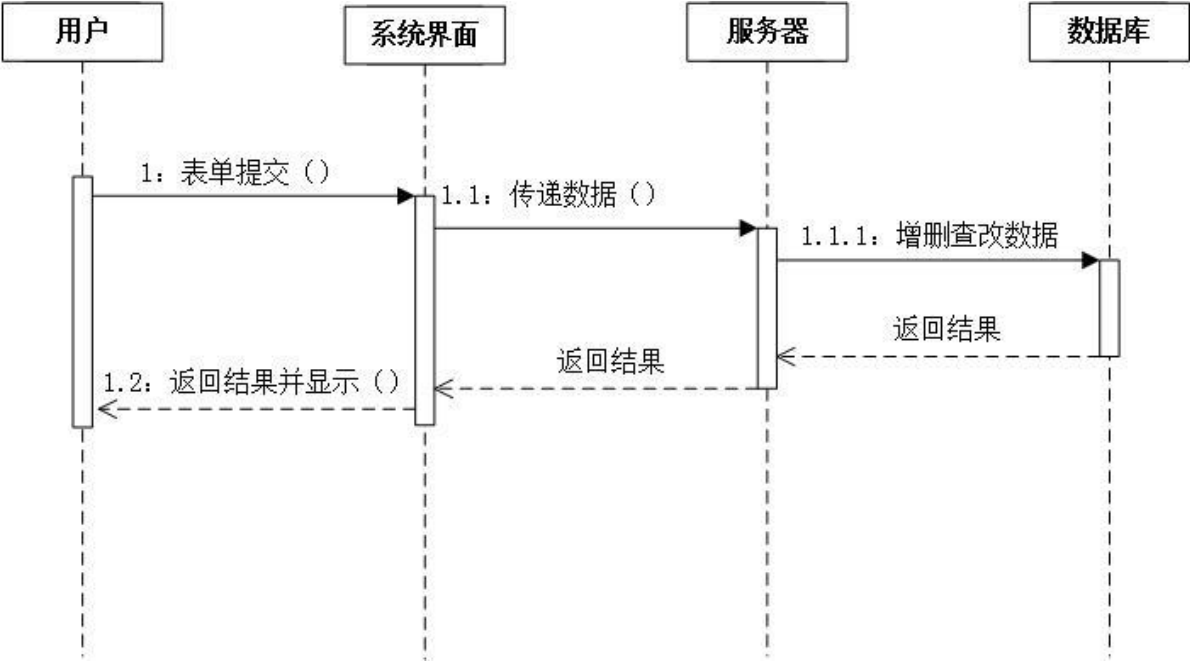 用户
系统界面
服务器
数据库
1：表单提交（）
1.1：传递数据（）
1.1.1：增删查改数据
返回结果
返回结果
1.2：返回结果并显示（）